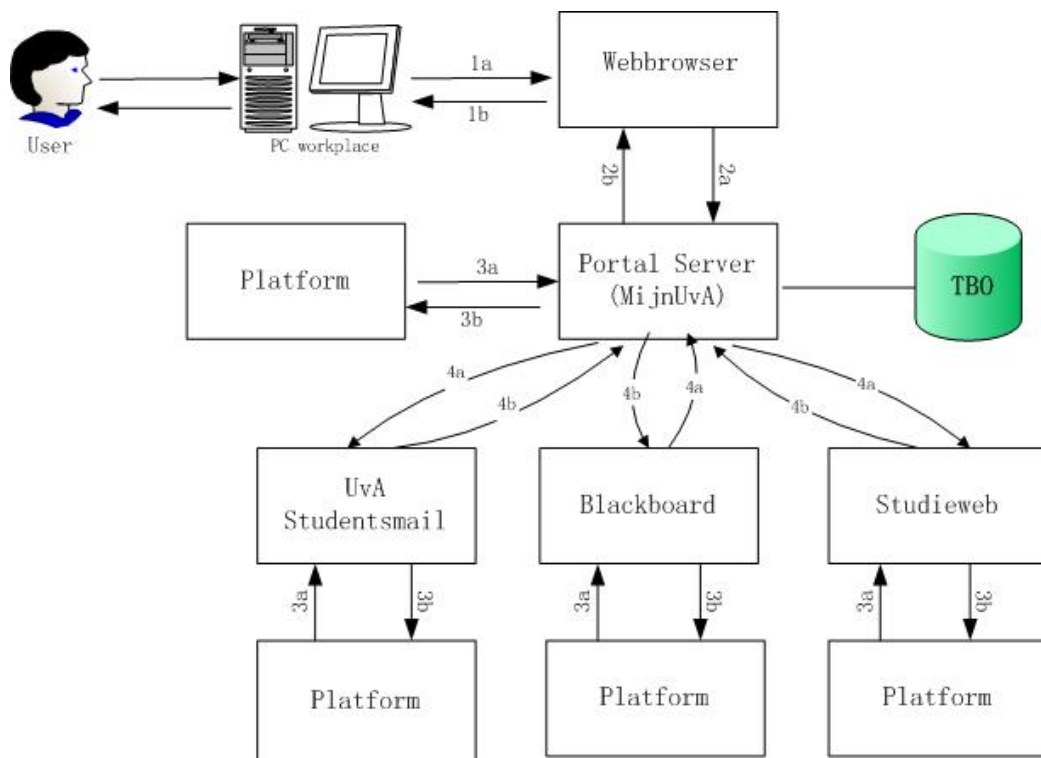 1a
Webbrowser
1b
User
PC workplace
2b
2a
Platform
3a
3b
Portal Server
(MijnUvA)
TBO
4a
4b
4b
4a
4a
4b
UvA
Studentsmail
Blackboard
Studieweb
3a
3b
3a
3b
3a
3b
Platform
Platform
Platform